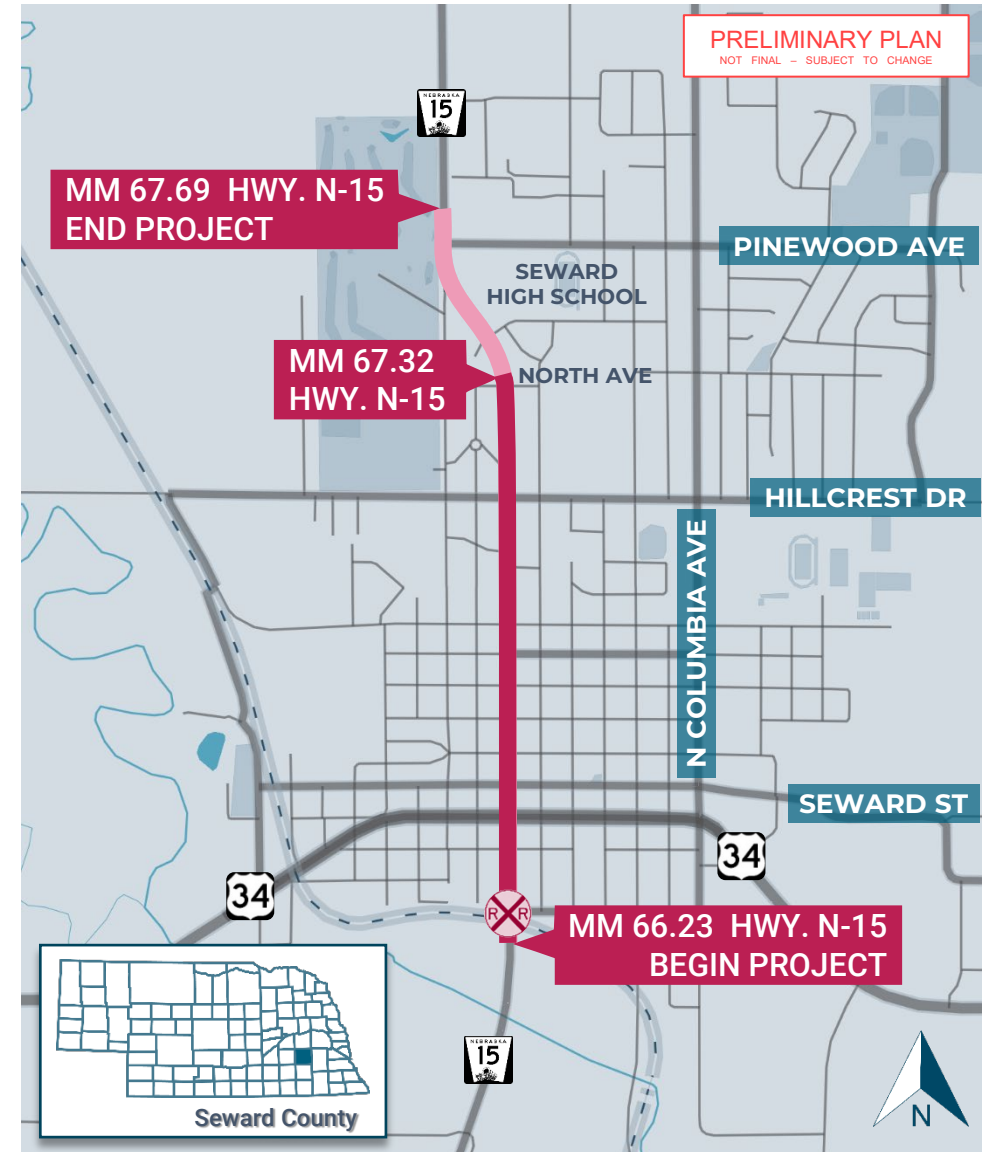 PRELIMINARY PLAN
NOT FINAL – SUBJECT TO CHANGE
NEBRASKA
15
MM 67.69 HWY. N-15
END PROJECT
PINEWOOD AVE
SEWARD
HIGH SCHOOL
MM 67.32
HWY. N-15
NORTH AVE
HILLCREST DR
N COLUMBIA AVE
SEWARD ST
34
34
R R
MM 66.23 HWY. N-15
BEGIN PROJECT
NEBRASKA
15
Seward County
N